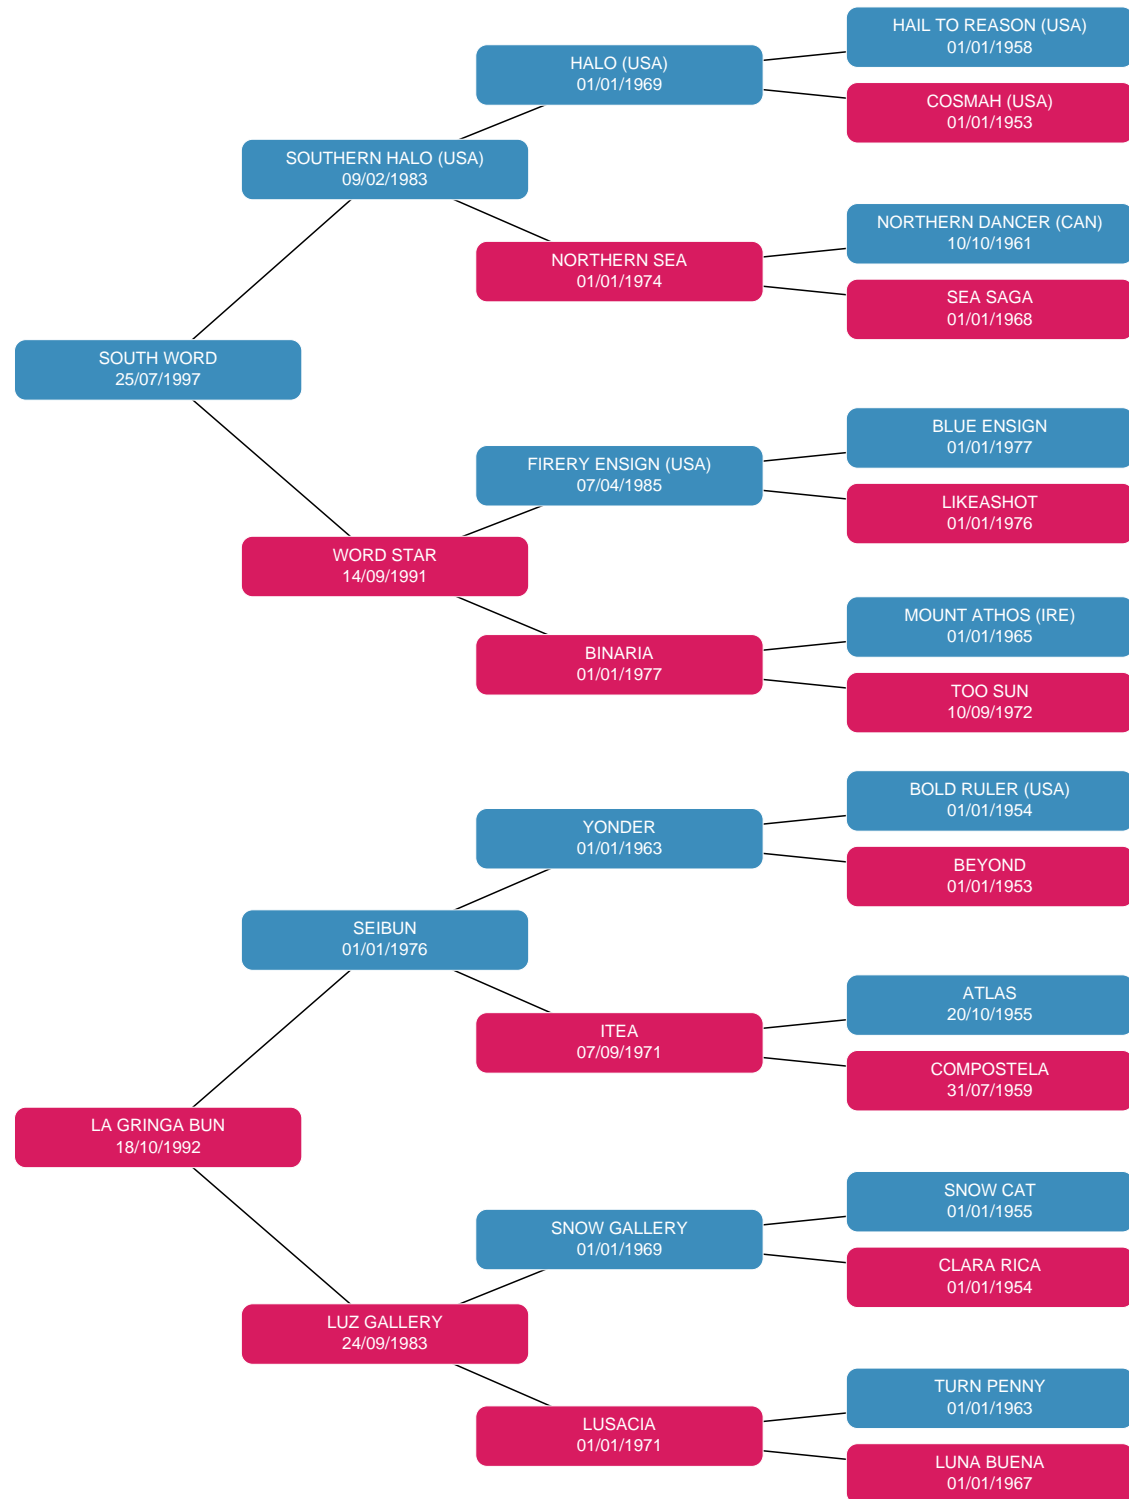 HAIL TO REASON (USA)
01/01/1958
HALO (USA)
01/01/1969
COSMAH (USA)
01/01/1953
SOUTHERN HALO (USA)
09/02/1983
NORTHERN DANCER (CAN)
10/10/1961
NORTHERN SEA
01/01/1974
SEA SAGA
01/01/1968
SOUTH WORD
25/07/1997
BLUE ENSIGN
01/01/1977
FIRERY ENSIGN (USA)
07/04/1985
LIKEASHOT
01/01/1976
WORD STAR
14/09/1991
MOUNT ATHOS (IRE)
01/01/1965
BINARIA
01/01/1977
TOO SUN
10/09/1972
BOLD RULER (USA)
01/01/1954
YONDER
01/01/1963
BEYOND
01/01/1953
SEIBUN
01/01/1976
ATLAS
20/10/1955
ITEA
07/09/1971
COMPOSTELA
31/07/1959
LA GRINGA BUN
18/10/1992
SNOW CAT
01/01/1955
SNOW GALLERY
01/01/1969
CLARA RICA
01/01/1954
LUZ GALLERY
24/09/1983
TURN PENNY
01/01/1963
LUSACIA
01/01/1971
LUNA BUENA
01/01/1967